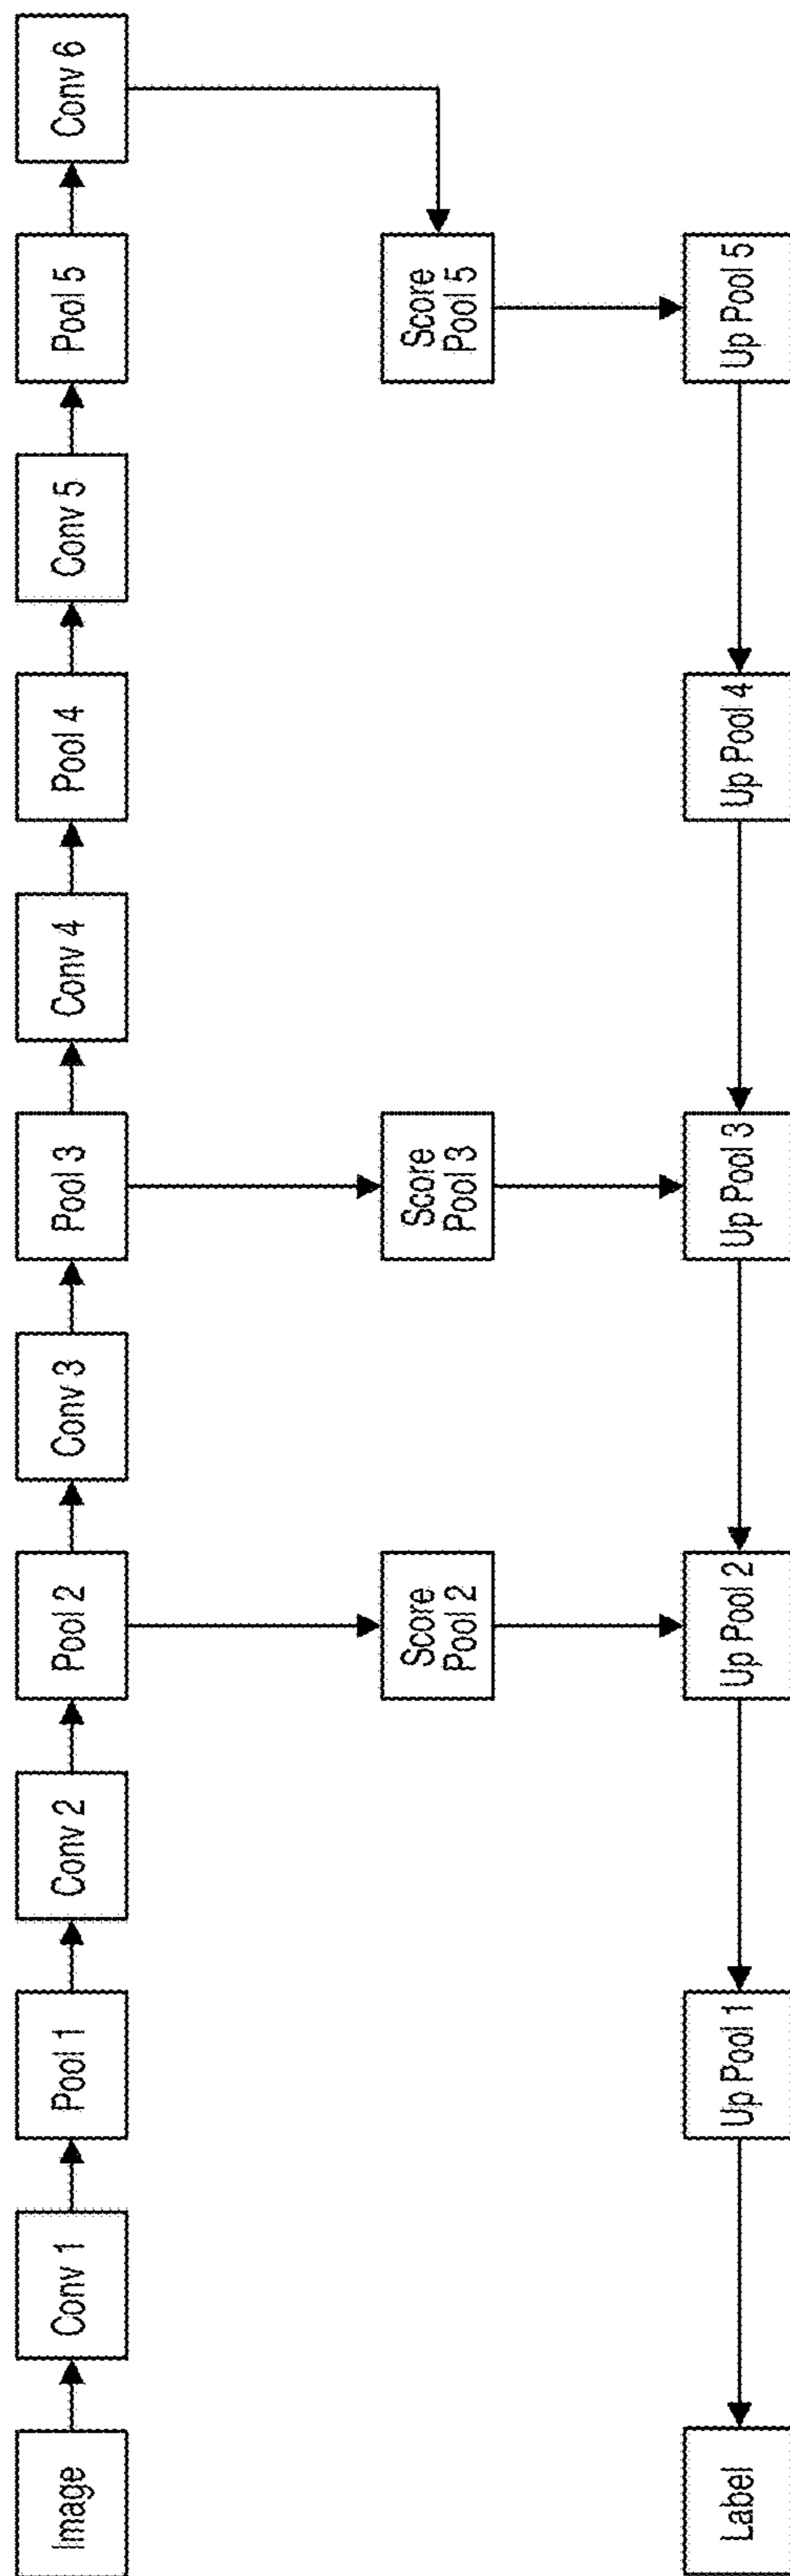 Image
Conv 1
Pool 1
Conv 2
Pool 2
Conv 3
Pool 3
Conv 4
Pool 4
Conv 5
Pool 5
Conv 6
Score
Pool 2
Score
Pool 3
Score
Pool 5
Label
Up Pool 1
Up Pool 2
Up Pool 3
Up Pool 4
Up Pool 5